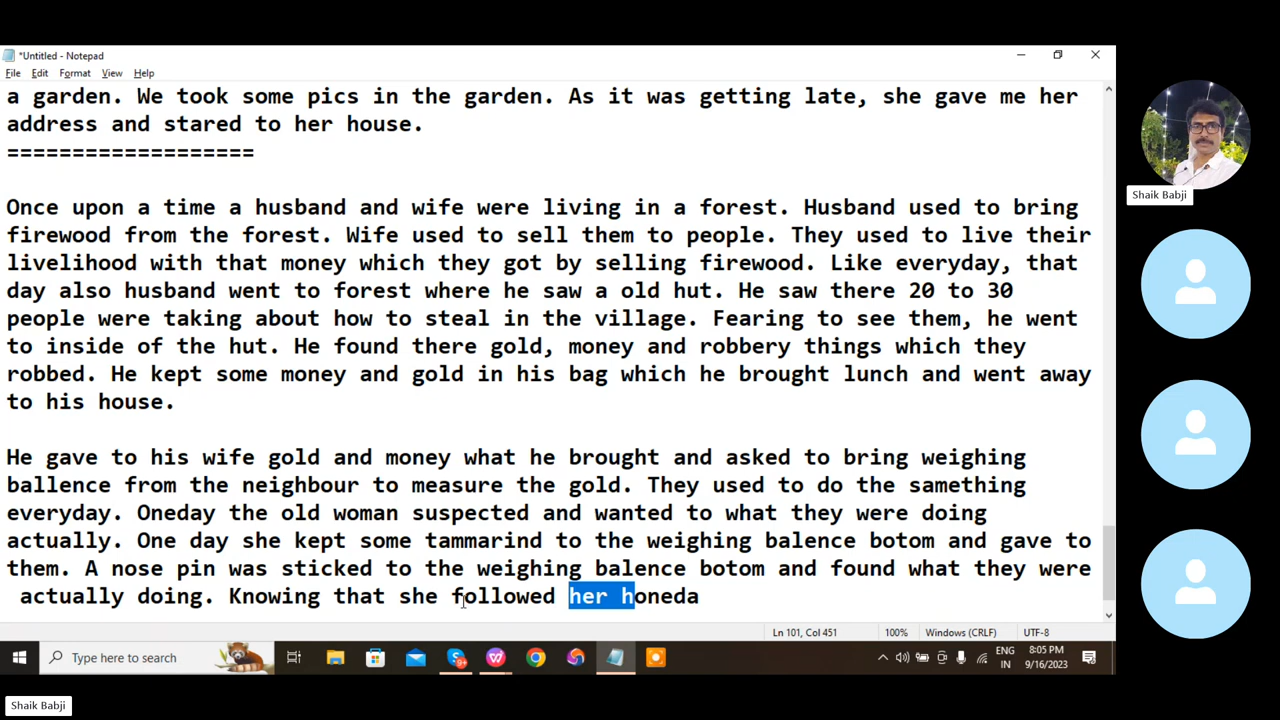 *Untitled - Notepad
File Edit Format View Help
a garden. We took some pics in the garden. As it was getting late, she gave me her
address and stared to her house.
===================
Once upon a time a husband and wife were living in a forest. Husband used to bring
firewood from the forest. Wife used to sell them to people. They used to live their
livelihood with that money which they got by selling firewood. Like everyday, that
day also husband went to forest where he saw a old hut. He saw there 20 to 30
people were taking about how to steal in the village. Fearing to see them, he went
to inside of the hut. He found there gold, money and robbery things which they
robbed. He kept some money and gold in his bag which he brought lunch and went away
to his house.
He gave to his wife gold and money what he brought and asked to bring weighing
ballence from the neighbour to measure the gold. They used to do the samething
everyday. Oneday the old woman suspected and wanted to what they were doing
actually. One day she kept some tammarind to the weighing balence botom and gave to
them. A nose pin was sticked to the weighing balence botom and found what they were
actually doing. Knowing that she followed her honeda
Ln 101, Col 451 100% Windows (CRLF) UTF-8
Type here to search
ENG
IN
8:05 PM
9/16/2023
Shaik Babji
Shaik Babji